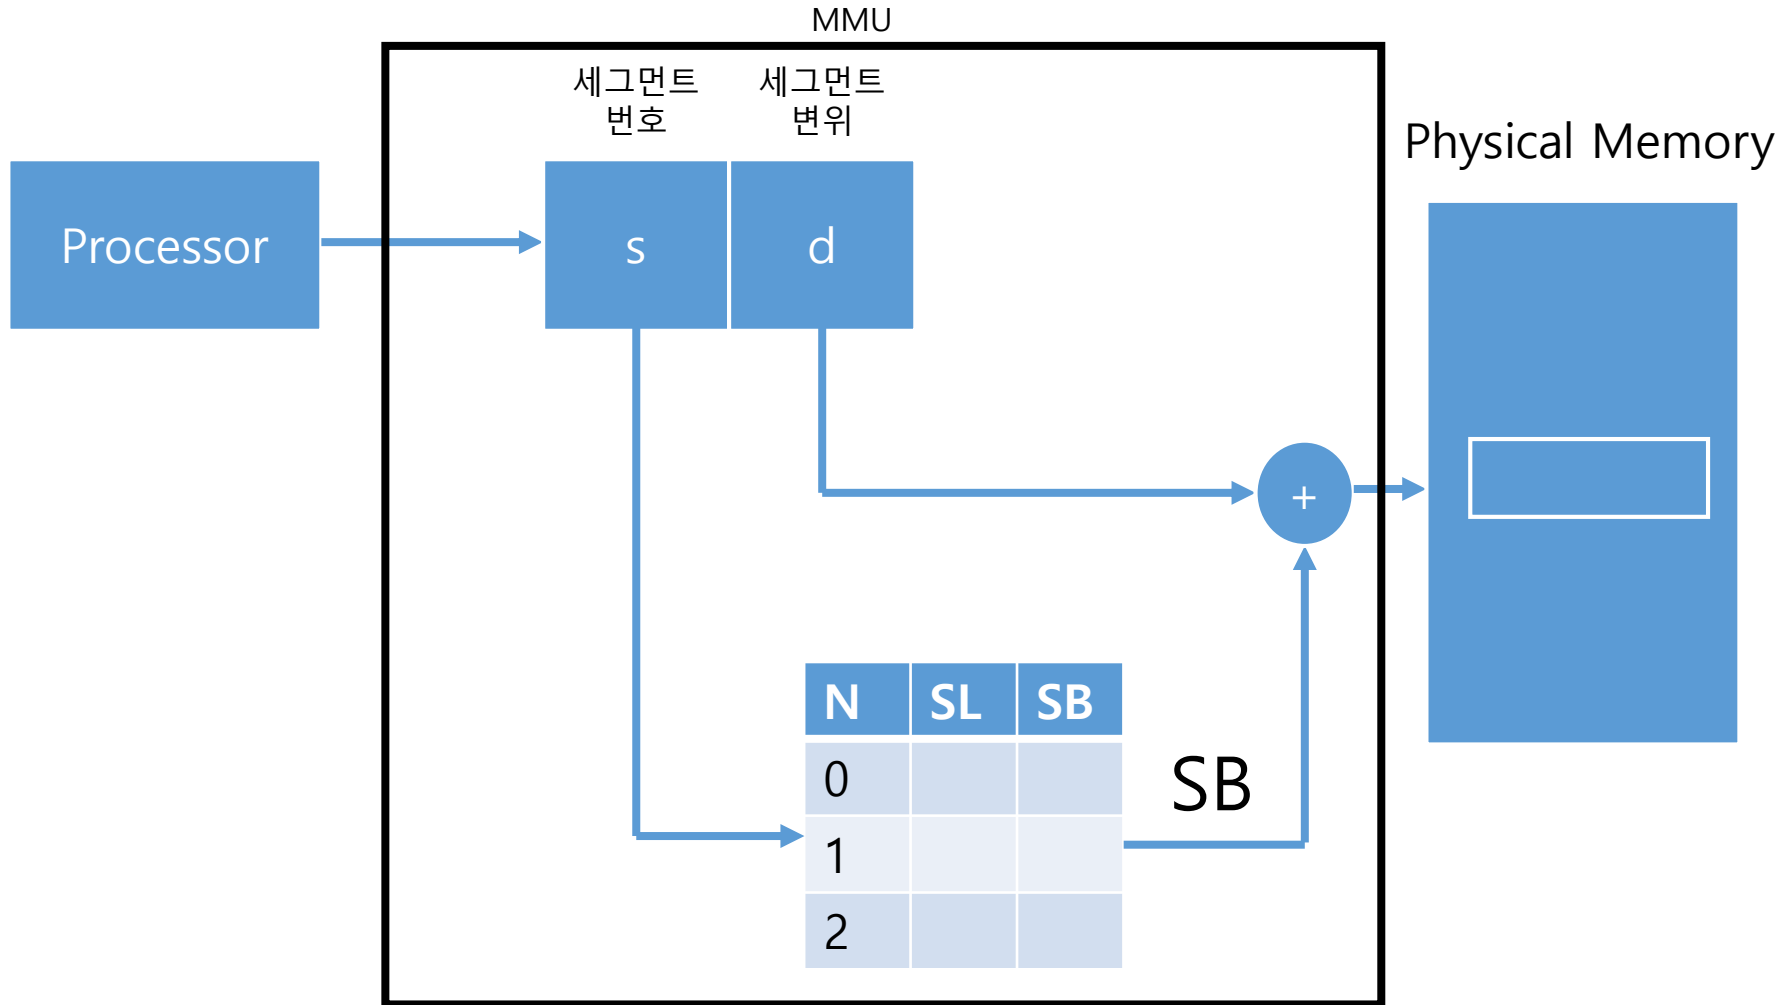 MMU
세그먼트
번호
세그먼트
변위
Physical Memory
Processor
s
d
+
N SL SB
0
1
2
SB